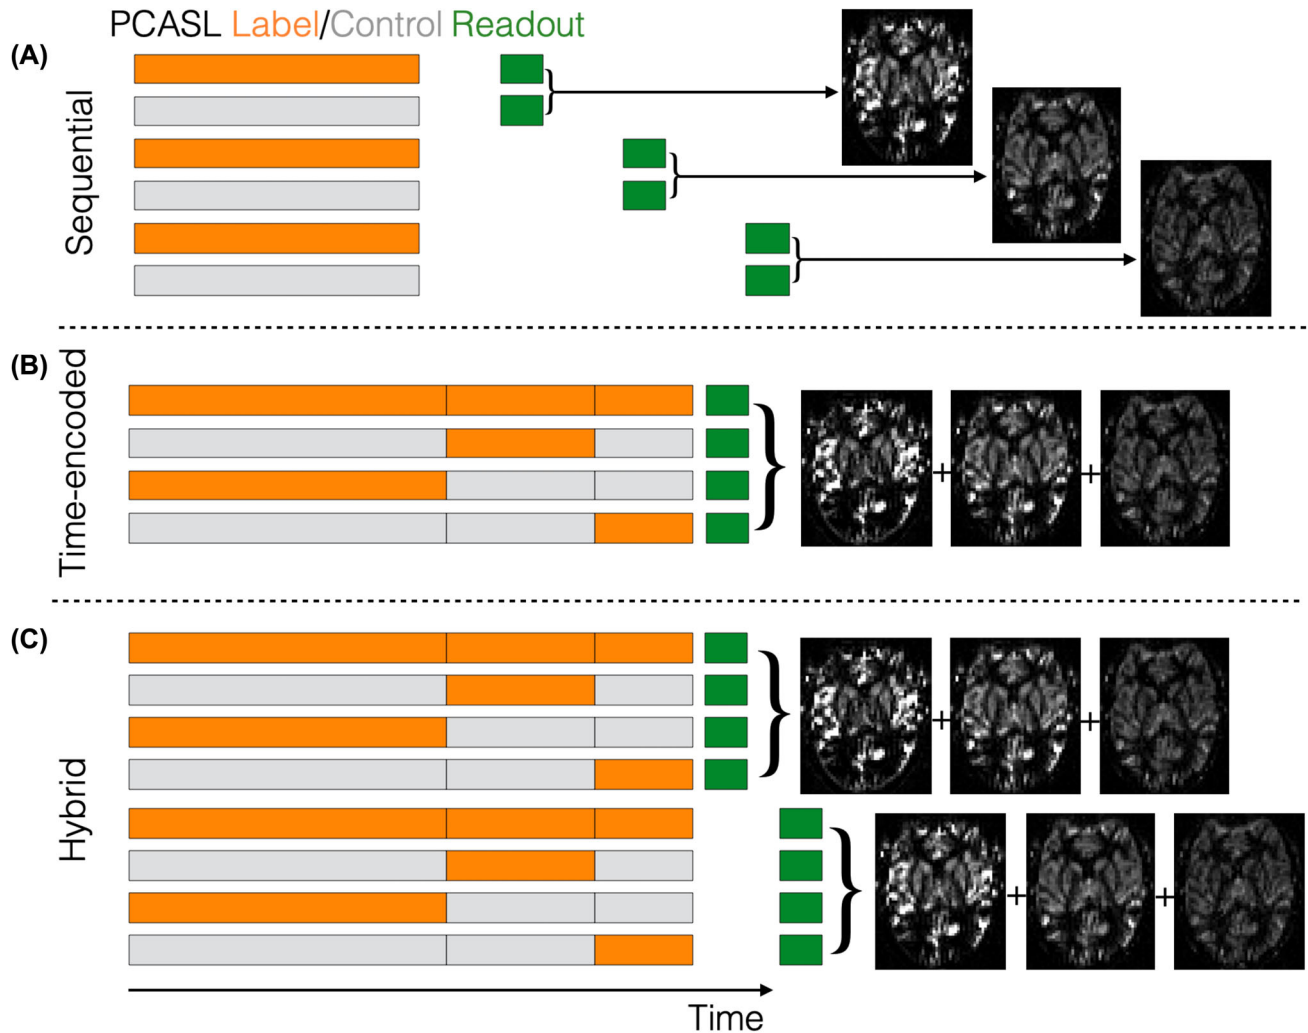 PCASL Label/Control Readout
(A)
Sequential
(B)
Time-encoded
+
+
(C)
Hybrid
+
+
+
+
Time